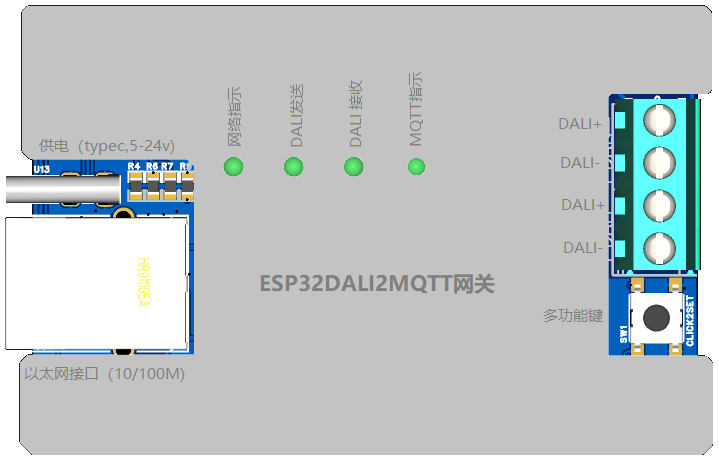 网络指示
DALI发送
DALI 接收
MQTT指示
供电（typec,5-24v)
U13
R4 R6 R7
HR911105A
ESP32DALI2MQTT网关
以太网接口（10/100M)
DALI+
DALI-
DALI+
DALI-
多功能键
SW1
CLICK2SET